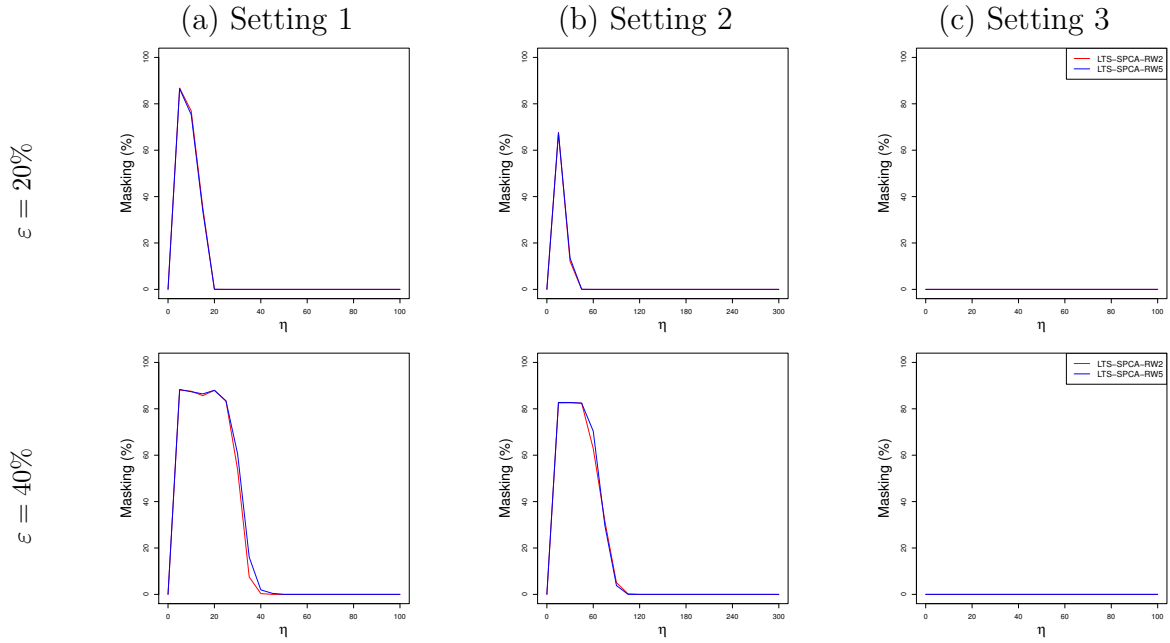 (a) Setting 1
(b) Setting 2
(c) Setting 3
ε = 20%
Masking (%)
0 20 40 60 80 100
0 20 40 60 80 100
η
Masking (%)
0 20 40 60 80 100
0 60 120 180 240 300
η
Masking (%)
0 20 40 60 80 100
0 20 40 60 80 100
η
LTS-SPCA-RW2
LTS-SPCA-RW5
ε = 40%
Masking (%)
0 20 40 60 80 100
0 20 40 60 80 100
η
Masking (%)
0 20 40 60 80 100
0 60 120 180 240 300
η
Masking (%)
0 20 40 60 80 100
0 20 40 60 80 100
η
LTS-SPCA-RW2
LTS-SPCA-RW5